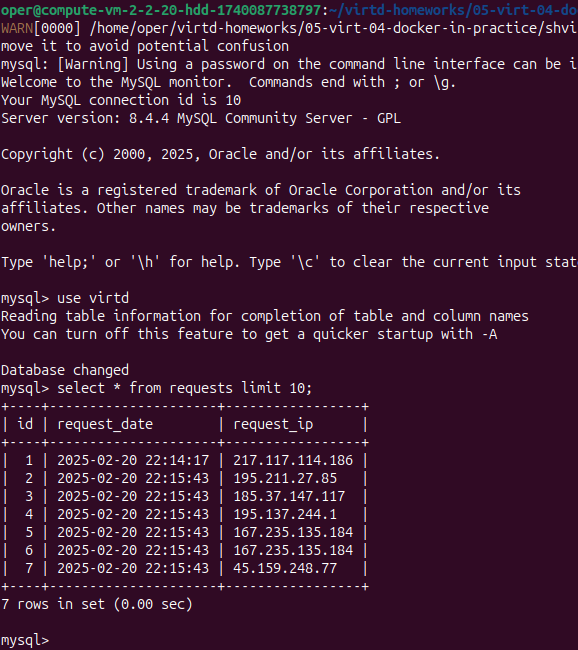 oper@compute-vm-2-2-20-hdd-1740087738797:~/virtd-homeworks/05-virt-04-do
WARN[0000] /home/oper/virtd-homeworks/05-virt-04-docker-in-practice/shvi
move it to avoid potential confusion
mysql: [Warning] Using a password on the command line interface can be i
Welcome to the MySQL monitor.  Commands end with ; or \g.
Your MySQL connection id is 10
Server version: 8.4.4 MySQL Community Server - GPL

Copyright (c) 2000, 2025, Oracle and/or its affiliates.

Oracle is a registered trademark of Oracle Corporation and/or its
affiliates. Other names may be trademarks of their respective
owners.

Type 'help;' or '\h' for help. Type '\c' to clear the current input stat

mysql> use virtd
Reading table information for completion of table and column names
You can turn off this feature to get a quicker startup with -A

Database changed
mysql> select * from requests limit 10;
+----+---------------------+-----------------+
| id | request_date        | request_ip      |
+----+---------------------+-----------------+
|  1 | 2025-02-20 22:14:17 | 217.117.114.186 |
|  2 | 2025-02-20 22:15:43 | 195.211.27.85   |
|  3 | 2025-02-20 22:15:43 | 185.37.147.117  |
|  4 | 2025-02-20 22:15:43 | 195.137.244.1   |
|  5 | 2025-02-20 22:15:43 | 167.235.135.184 |
|  6 | 2025-02-20 22:15:43 | 167.235.135.184 |
|  7 | 2025-02-20 22:15:43 | 45.159.248.77   |
+----+---------------------+-----------------+
7 rows in set (0.00 sec)

mysql>